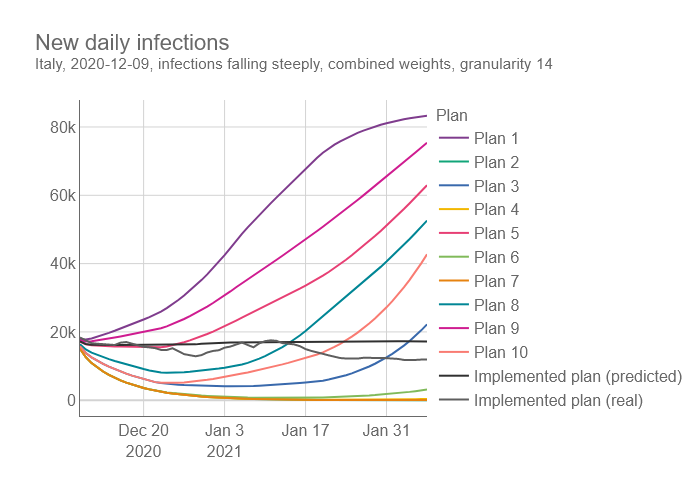 New daily infections
Italy, 2020-12-09, infections falling steeply, combined weights, granularity 14
80k
60k
40k
20k
0
Dec 20
2020
Jan 3
2021
Jan 17
Jan 31
Plan
Plan 1
Plan 2
Plan 3
Plan 4
Plan 5
Plan 6
Plan 7
Plan 8
Plan 9
Plan 10
Implemented plan (predicted)
Implemented plan (real)